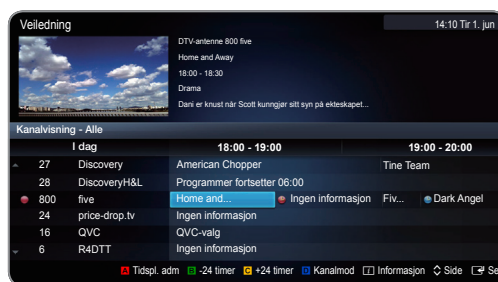 Veiledning
14:10 Tir 1. jun
DTV-antenne 800 five
Home and Away
18:00 - 18:30
Drama
Dani er knust når Scott kunngjør sitt syn på ekteskapet...
Kanalvisning - Alle
I dag 18:00 - 19:00 19:00 - 20:00
27 Discovery American Chopper Tine Team
28 DiscoveryH&L Programmer fortsetter 06:00
800 five Home and... Ingen informasjon Fiv... Dark Angel
24 price-drop.tv Ingen informasjon
16 QVC QVC-valg
6 R4DTT Ingen informasjon
A Tidspl. adm B -24 timer C +24 timer D Kanalmod i Informasjon Side Se